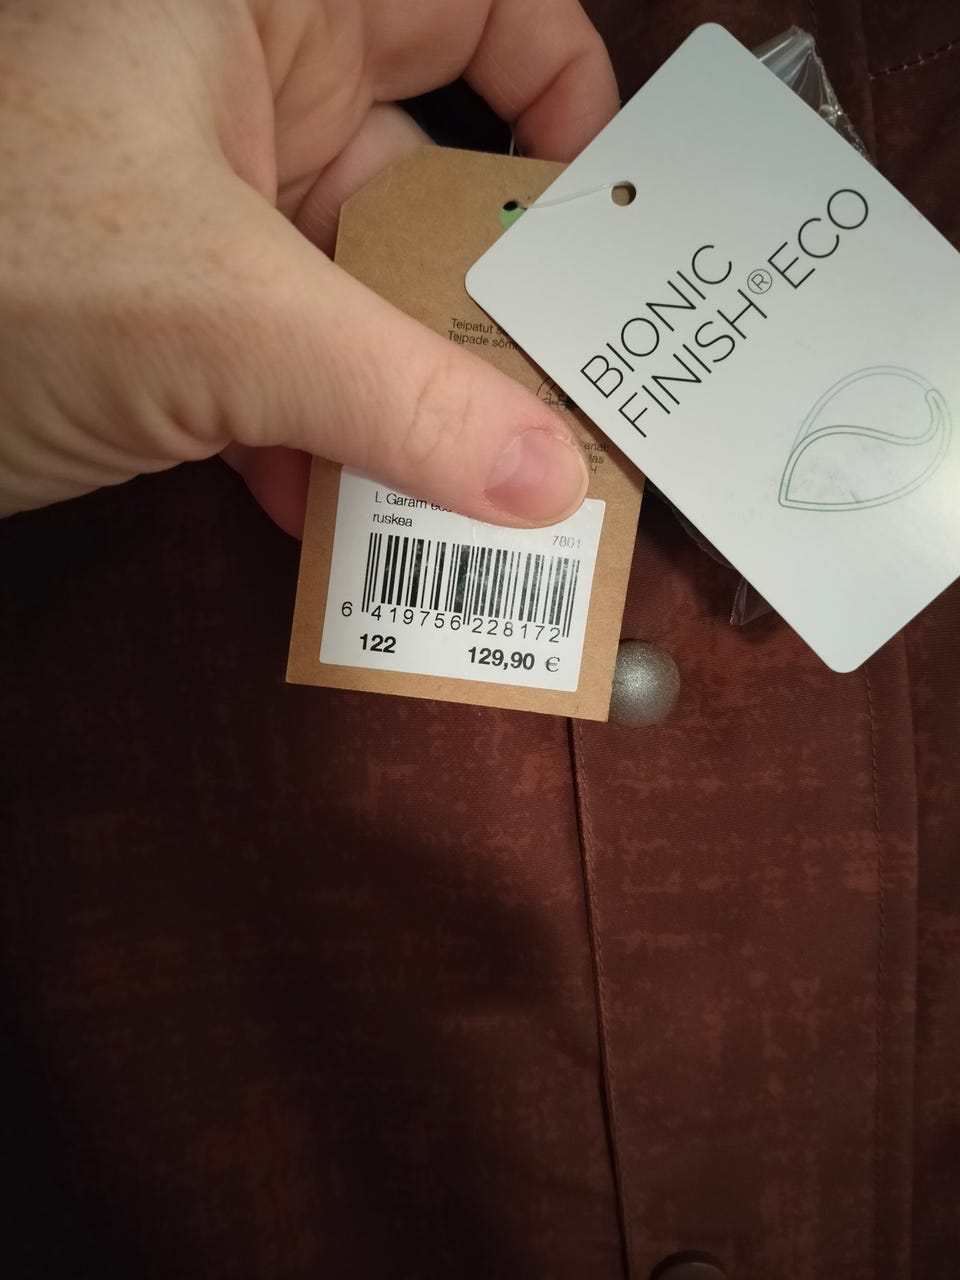 Teipatut
Tejpade
L Garam
ruskea
7801
6 419756 228172
122 129,90 €
BIONIC
FINISH®ECO